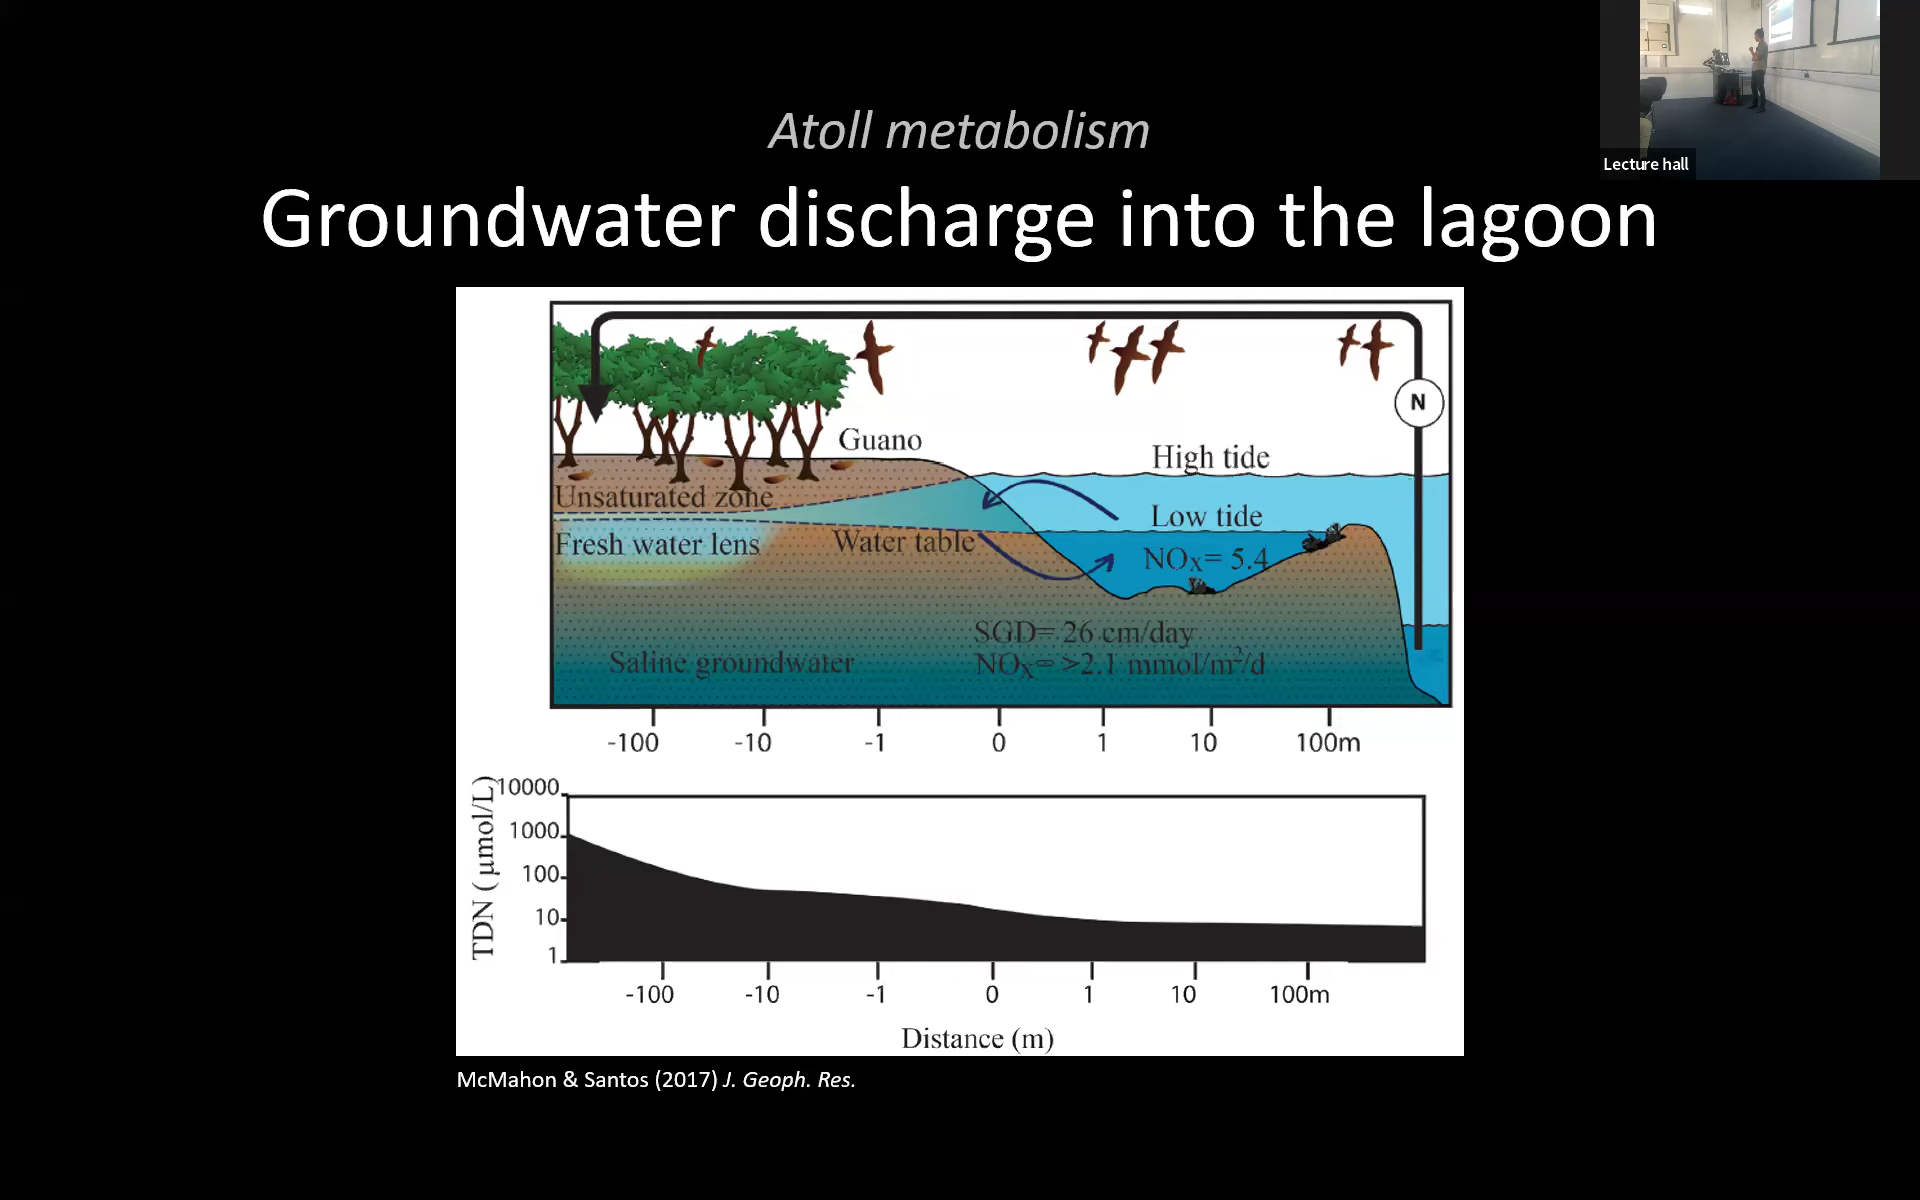 Lecture hall
Atoll metabolism
Groundwater discharge into the lagoon
N
Guano
High tide
Unsaturated zone
Low tide
Fresh water lens
Water table
NOx= 5.4
SGD= 26 cm/day
Saline groundwater
NOx= >2.1 mmol/m²/d
-100 -10 -1 0 1 10 100m
TDN ( µmol/L)
10000
1000
100
10
1
-100 -10 -1 0 1 10 100m
Distance (m)
McMahon & Santos (2017) J. Geoph. Res.